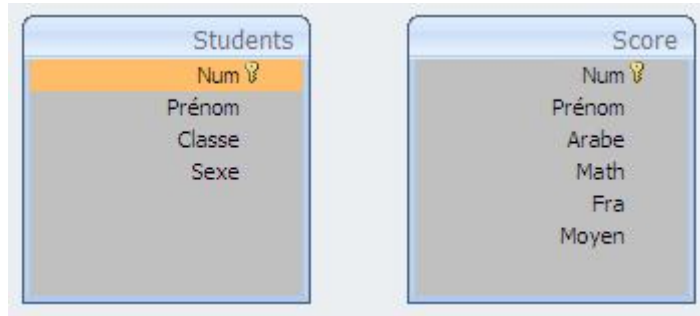 Students
Num
Prénom
Classe
Sexe
Score
Num
Prénom
Arabe
Math
Fra
Moyen